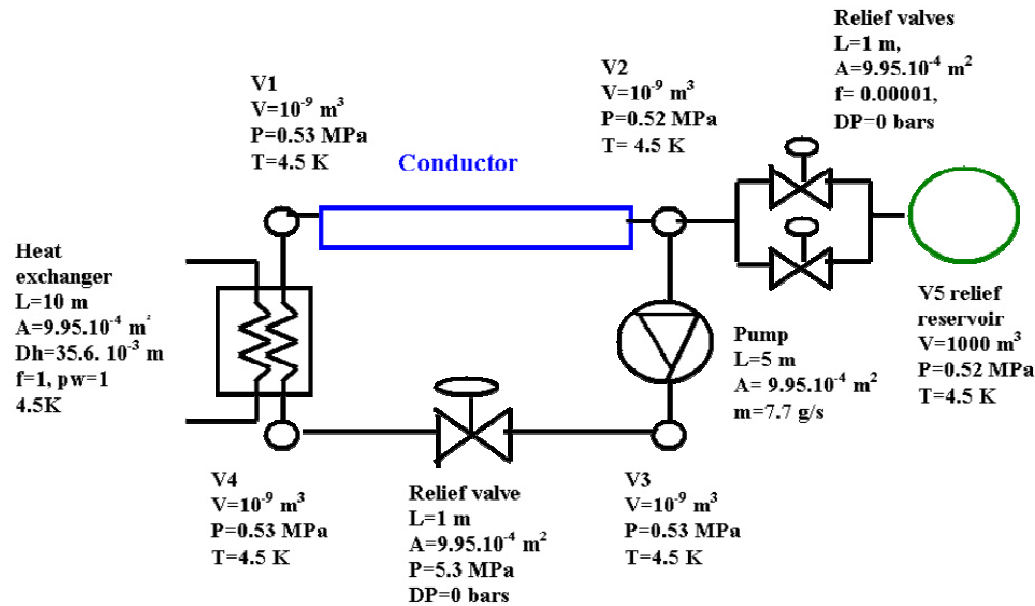 Relief valves
L=1 m,
A=9.95.10⁻⁴ m²
f= 0.00001,
DP=0 bars
V1
V=10⁻⁹ m³
P=0.53 MPa
T=4.5 K
V2
V=10⁻⁹ m³
P=0.52 MPa
T= 4.5 K
Conductor
Heat
exchanger
L=10 m
A=9.95.10⁻⁴ m²
Dh=35.6. 10⁻³ m
f=1, pw=1
4.5K
Pump
L=5 m
A= 9.95.10⁻⁴ m²
m=7.7 g/s
V5 relief
reservoir
V=1000 m³
P=0.52 MPa
T=4.5 K
V4
V=10⁻⁹ m³
P=0.53 MPa
T=4.5 K
Relief valve
L=1 m
A=9.95.10⁻⁴ m²
P=5.3 MPa
DP=0 bars
V3
V=10⁻⁹ m³
P=0.53 MPa
T=4.5 K